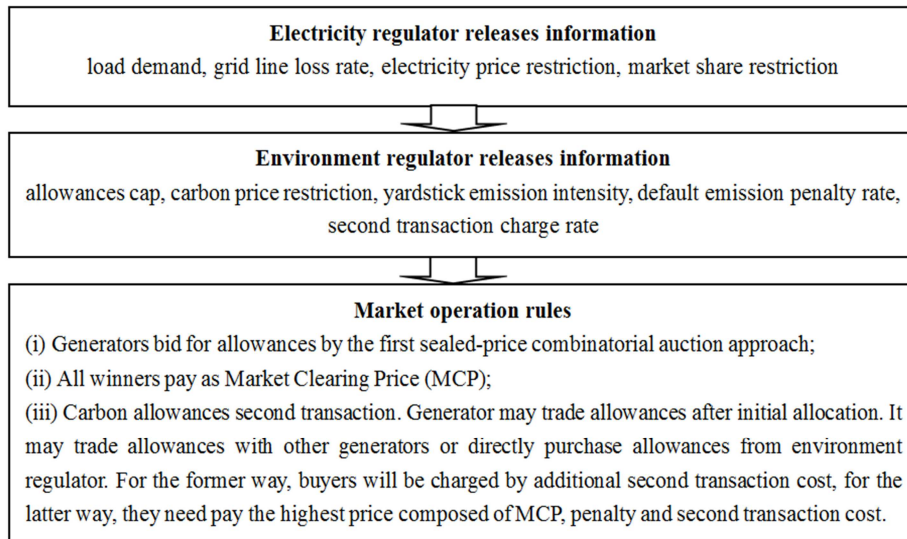 Electricity regulator releases information
load demand, grid line loss rate, electricity price restriction, market share restriction
Environment regulator releases information
allowances cap, carbon price restriction, yardstick emission intensity, default emission penalty rate,
second transaction charge rate
Market operation rules
(i) Generators bid for allowances by the first sealed-price combinatorial auction approach;
(ii) All winners pay as Market Clearing Price (MCP);
(iii) Carbon allowances second transaction. Generator may trade allowances after initial allocation. It
may trade allowances with other generators or directly purchase allowances from environment
regulator. For the former way, buyers will be charged by additional second transaction cost, for the
latter way, they need pay the highest price composed of MCP, penalty and second transaction cost.